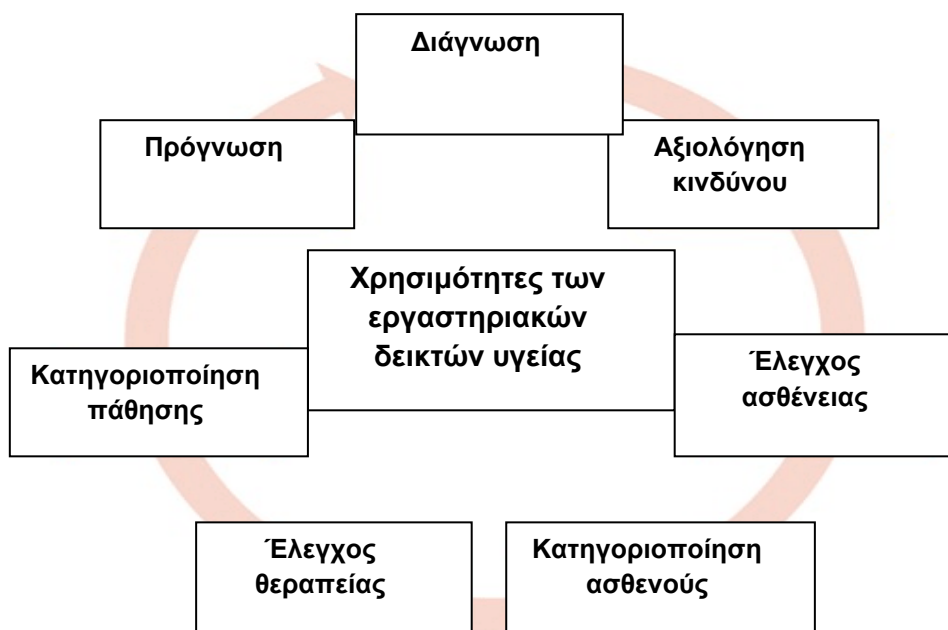 Διάγνωση
Πρόγνωση
Αξιολόγηση
κινδύνου
Χρησιμότητες των
εργαστηριακών
δεικτών υγείας
Κατηγοριοποίηση
πάθησης
Έλεγχος
ασθένειας
Έλεγχος
θεραπείας
Κατηγοριοποίηση
ασθενούς